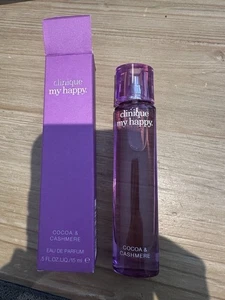 clinique
my happy.
COCOA &
CASHMERE
EAU DE PARFUM
clinique
my happy.
COCOA &
CASHMERE